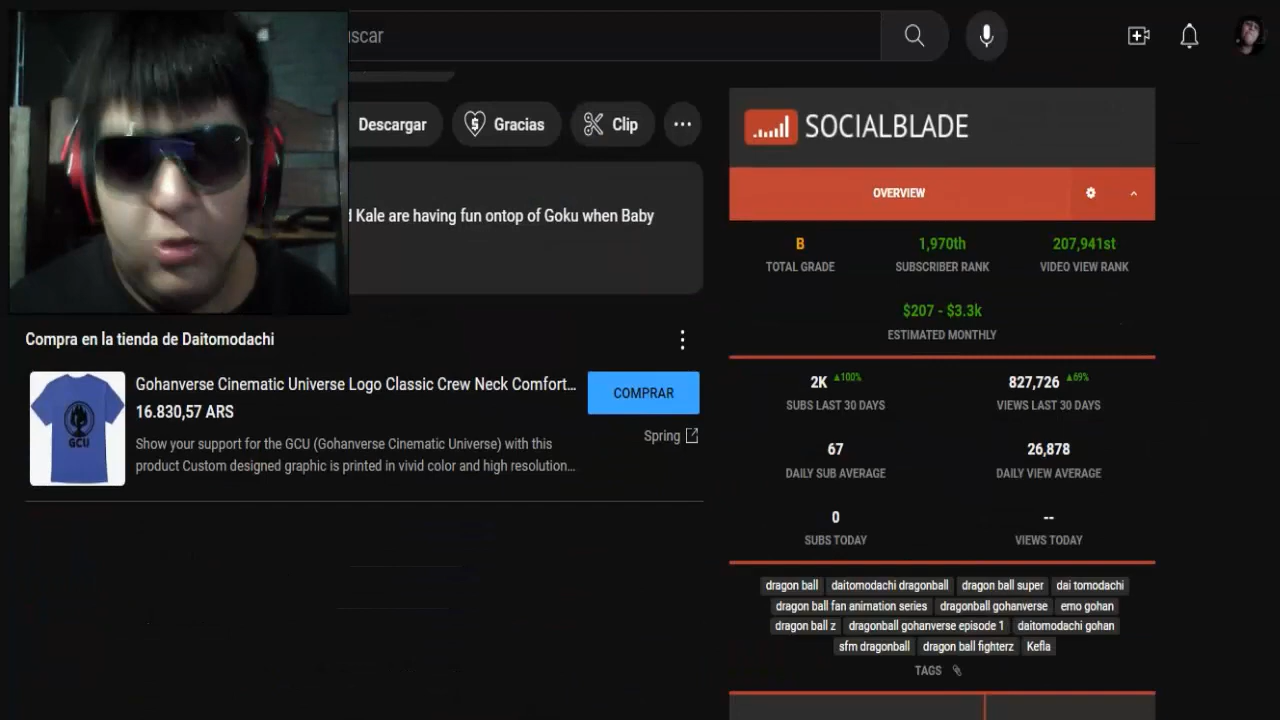 scar
Descargar
Gracias
Clip
Kale are having fun ontop of Goku when Baby
Compra en la tienda de Daitomodachi
GCU
Gohanverse Cinematic Universe Logo Classic Crew Neck Comfort...
16.830,57 ARS
Show your support for the GCU (Gohanverse Cinematic Universe) with this
product Custom designed graphic is printed in vivid color and high resolution...
COMPRAR
Spring
SOCIALBLADE
OVERVIEW
B 1,970th 207,941st
TOTAL GRADE SUBSCRIBER RANK VIDEO VIEW RANK
$207 - $3.3k
ESTIMATED MONTHLY
2K ▲100% 827,726 ▲69%
SUBS LAST 30 DAYS VIEWS LAST 30 DAYS
67 26,878
DAILY SUB AVERAGE DAILY VIEW AVERAGE
0 --
SUBS TODAY VIEWS TODAY
dragon ball daitomodachi dragonball dragon ball super dai tomodachi
dragon ball fan animation series dragonball gohanverse emo gohan
dragon ball z dragonball gohanverse episode 1 daitomodachi gohan
sfm dragonball dragon ball fighterz Kefla
TAGS